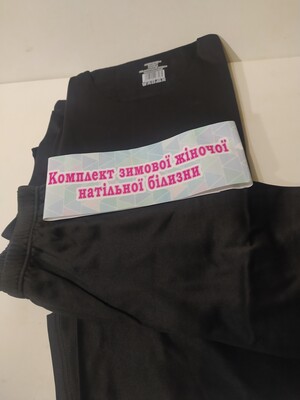 Комплект зимової жіночої
натільної білизни